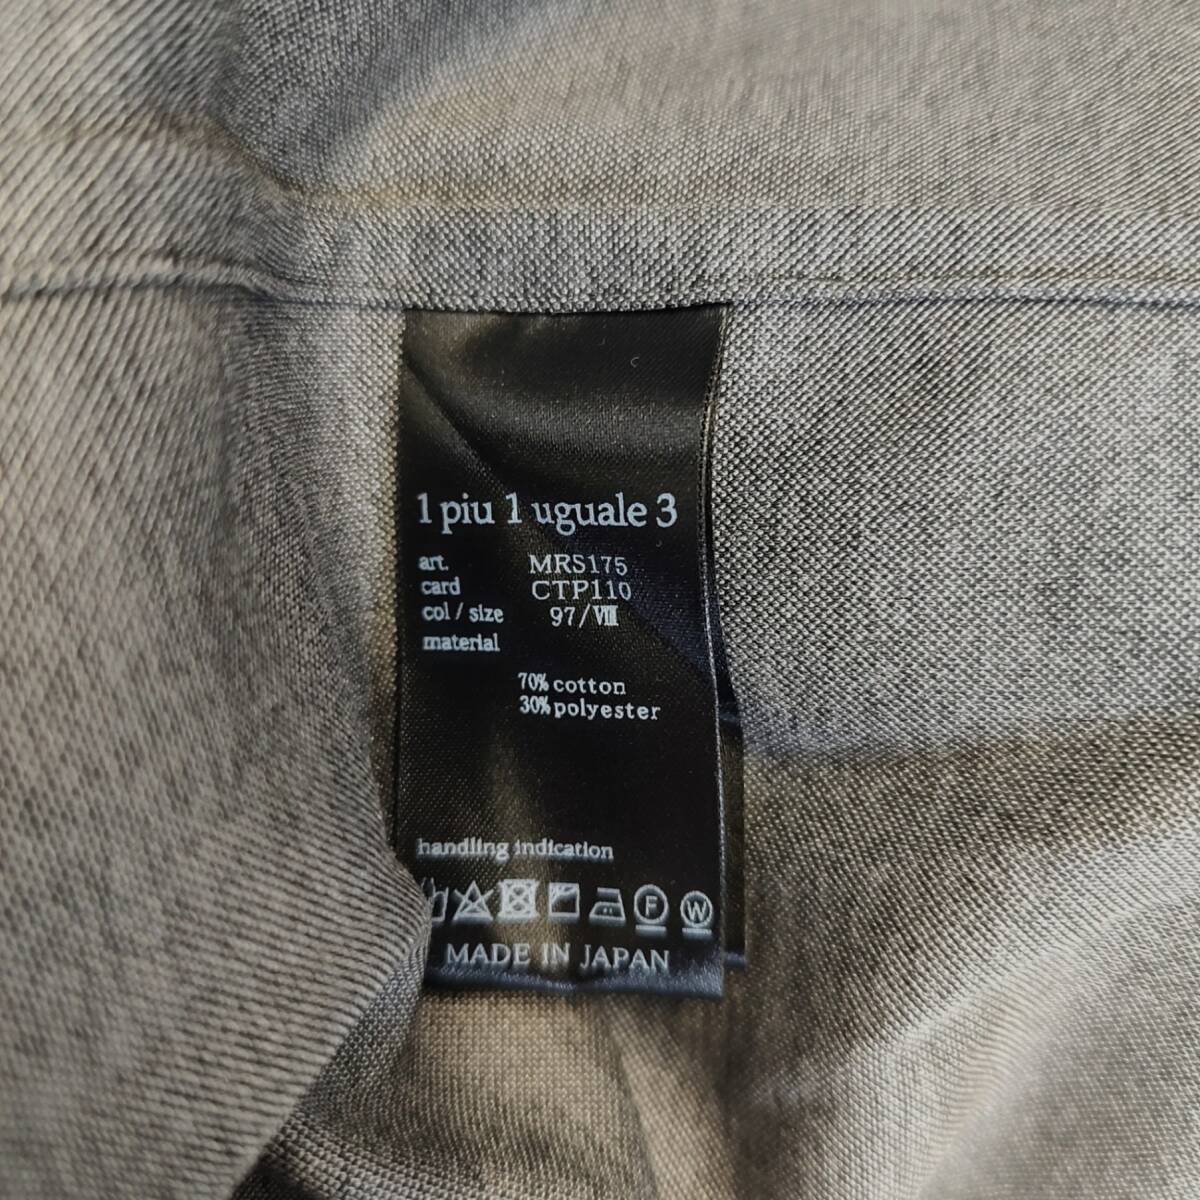 1 piu 1 uguale 3
art. MRS175
card CTP110
col / size 97/Ⅷ
material
70% cotton
30% polyester
handling indication
F W
MADE IN JAPAN